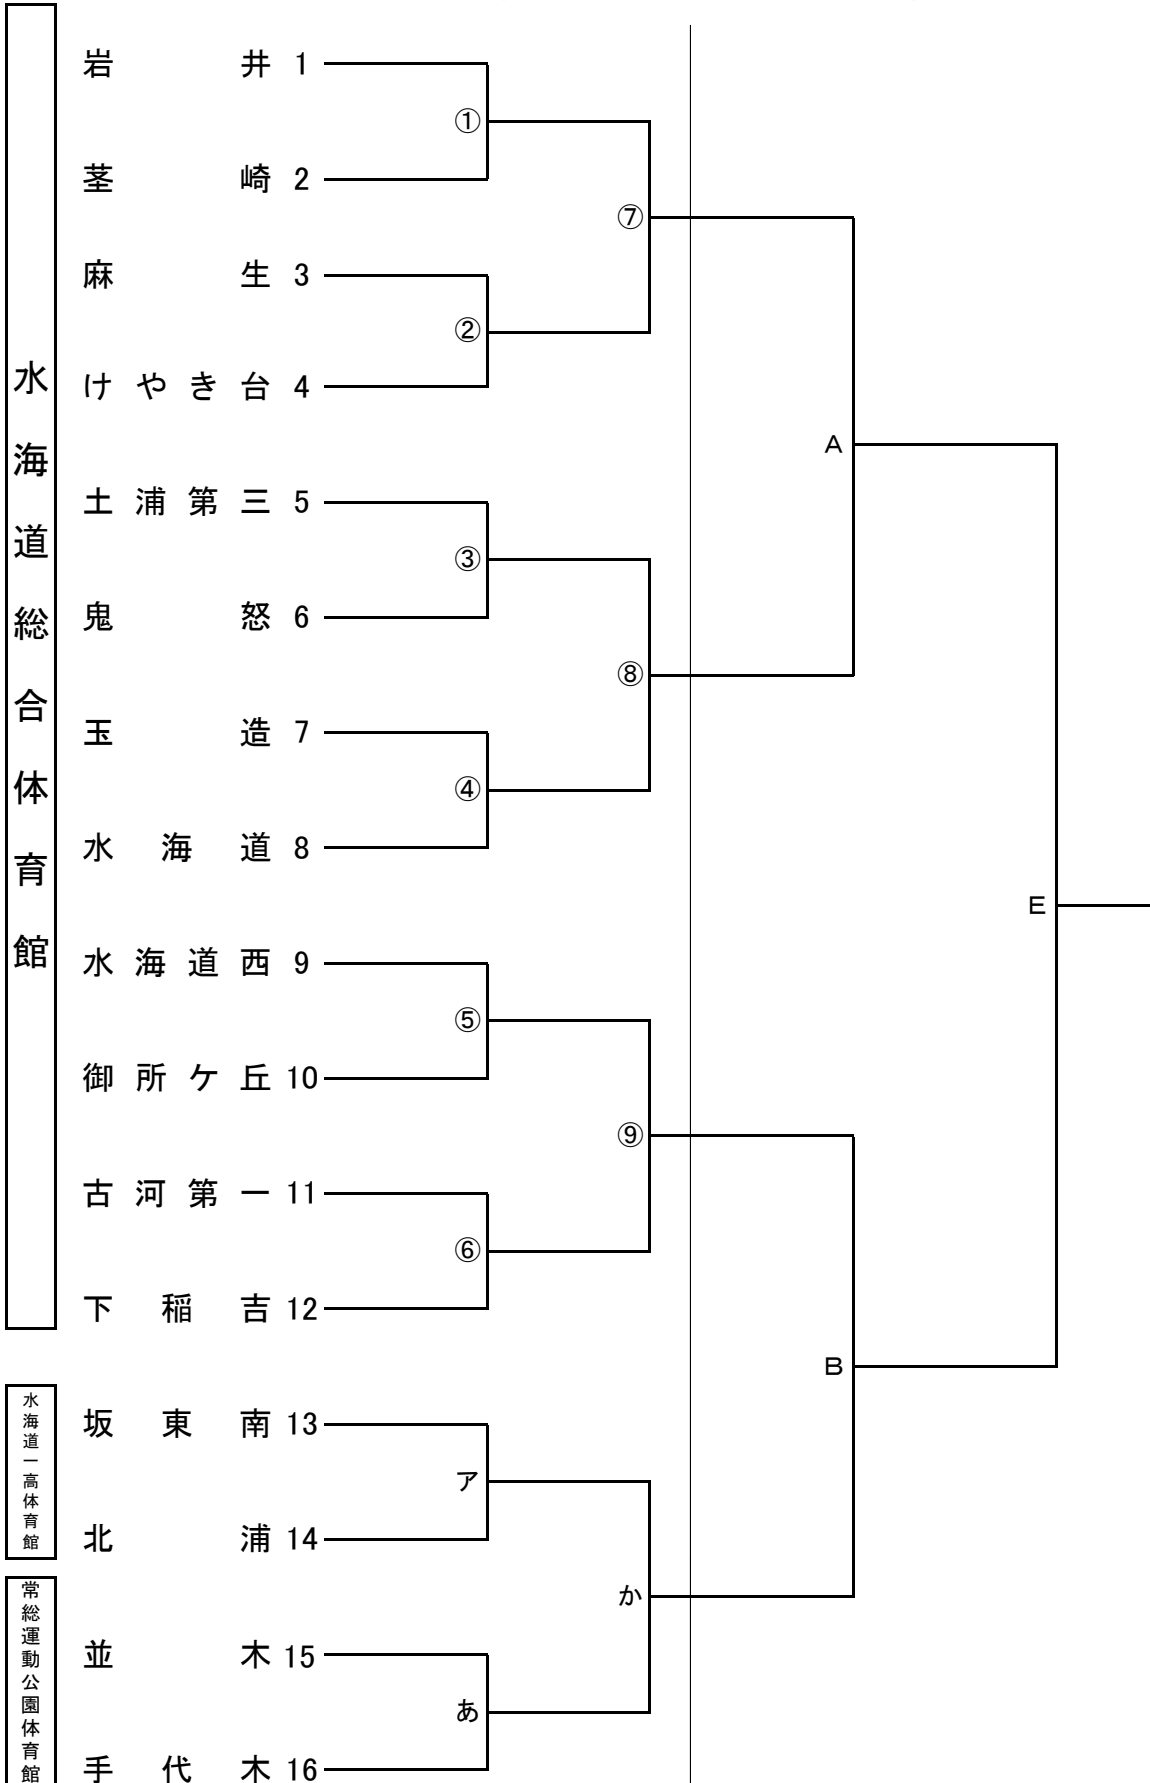 水海道総合体育館
岩井 1
①
茎崎 2
⑦
麻生 3
②
けやき台 4
A
土浦第三 5
③
鬼怒 6
⑧
玉造 7
④
水海道 8
E
水海道西 9
⑤
御所ケ丘 10
⑨
古河第一 11
⑥
下稲吉 12
B
水海道一高体育館
坂東南 13
ア
北浦 14
か
常総運動公園体育館
並木 15
あ
手代木 16